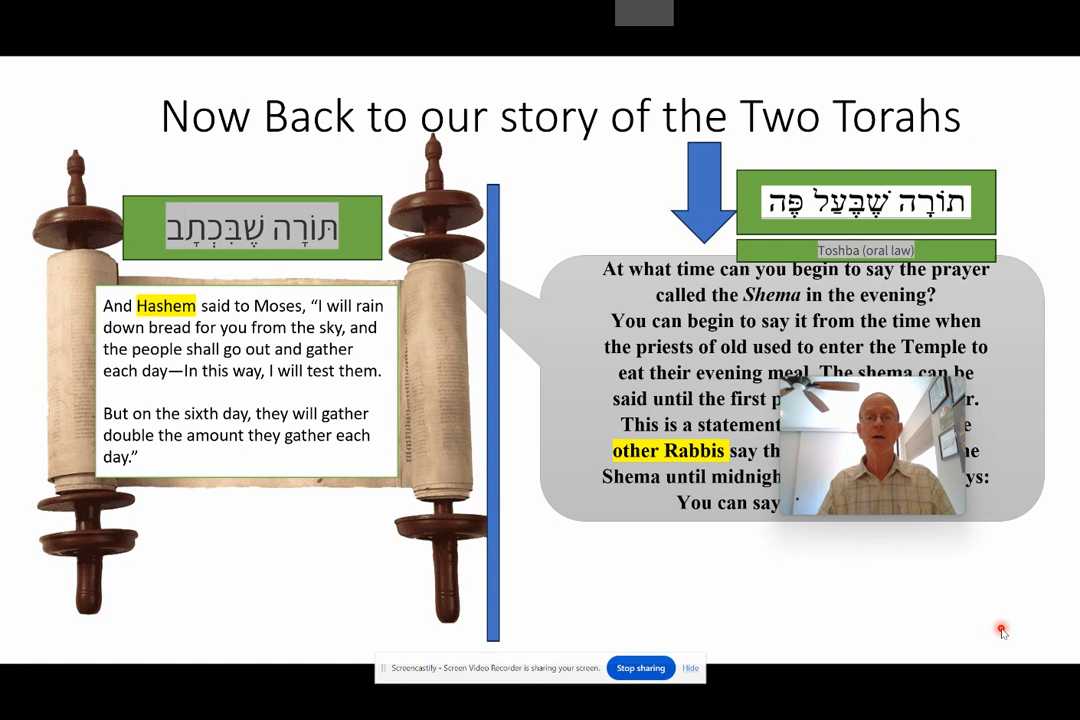 Now Back to our story of the Two Torahs
תּוֹרָה שֶׁבִּכְתָב
And Hashem said to Moses, “I will rain
down bread for you from the sky, and
the people shall go out and gather
each day—In this way, I will test them.
But on the sixth day, they will gather
double the amount they gather each
day.”
תוֹרָה שֶׁבְּעַל פֶּה
Toshba (oral law)
At what time can you begin to say the prayer
called the Shema in the evening?
You can begin to say it from the time when
the priests of old used to enter the Temple to
eat their evening meal. The shema can be
said until the first
This is a statement
other Rabbis say
Shema until
You can say
Screencastify - Screen Video Recorder is sharing your screen.
Stop sharing
Hide